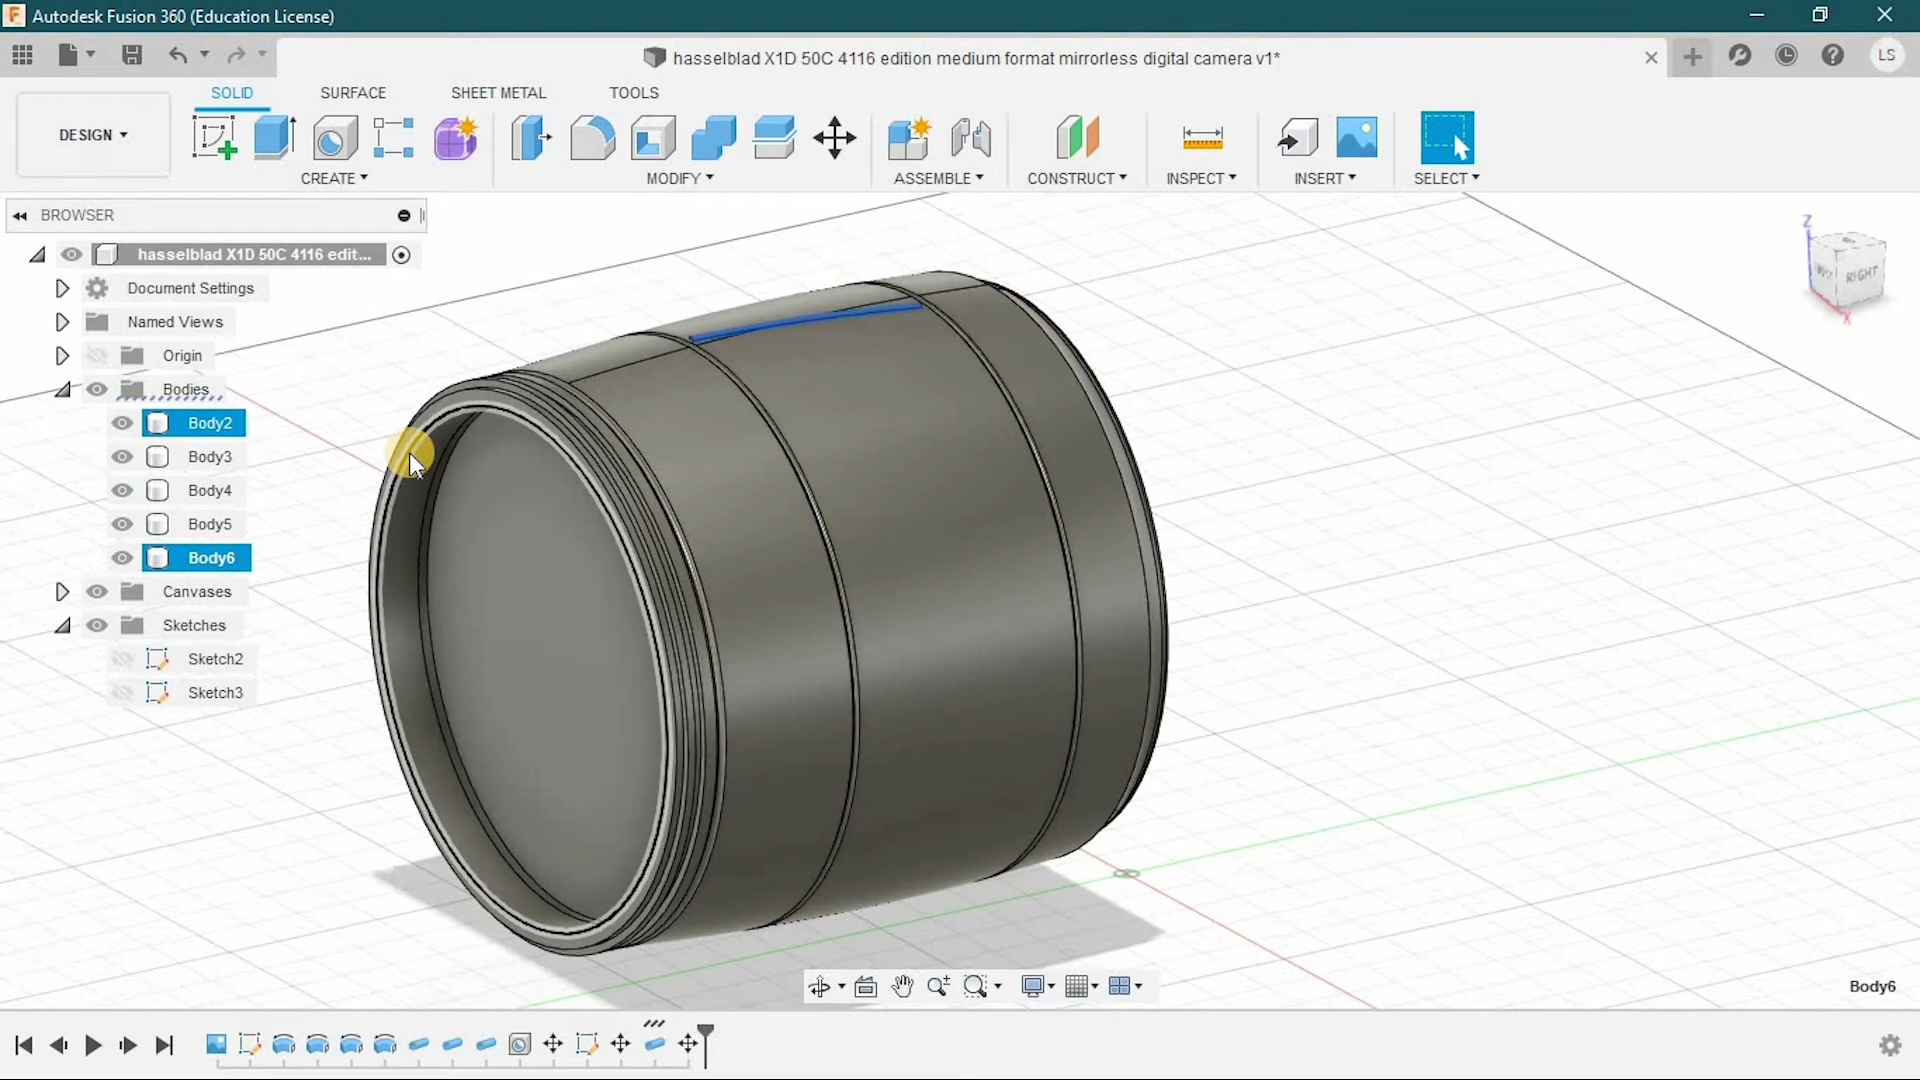 Autodesk Fusion 360 (Education License)
hasselblad X1D 50C 4116 edition medium format mirrorless digital camera v1*
LS
SOLID
SURFACE
SHEET METAL
TOOLS
DESIGN
CREATE
MODIFY
ASSEMBLE
CONSTRUCT
INSPECT
INSERT
SELECT
BROWSER
hasselblad X1D 50C 4116 edit...
Document Settings
Named Views
Origin
Bodies
Body2
Body3
Body4
Body5
Body6
Canvases
Sketches
Sketch2
Sketch3
Z
RIGHT
X
Body6